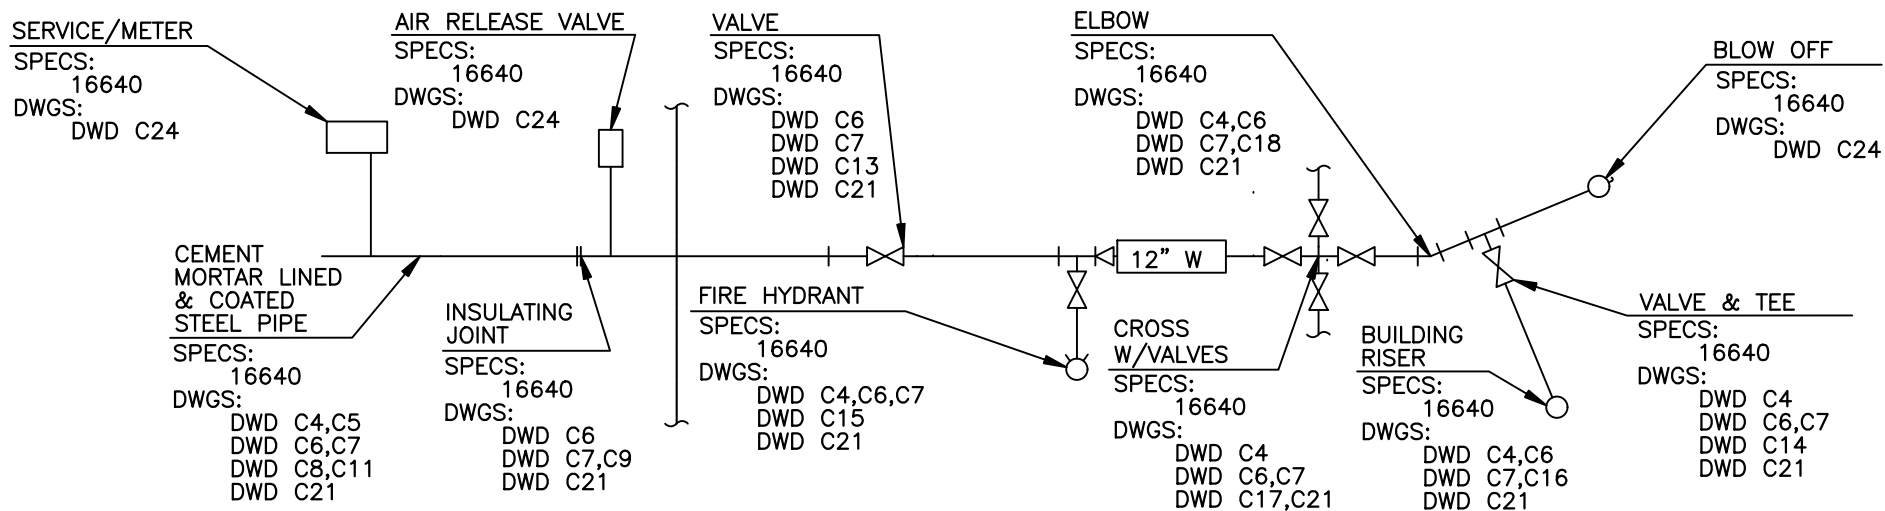 SERVICE/METER
SPECS:
16640
DWGS:
DWD C24
AIR RELEASE VALVE
SPECS:
16640
DWGS:
DWD C24
VALVE
SPECS:
16640
DWGS:
DWD C6
DWD C7
DWD C13
DWD C21
ELBOW
SPECS:
16640
DWGS:
DWD C4,C6
DWD C7,C18
DWD C21
BLOW OFF
SPECS:
16640
DWGS:
DWD C24
12" W
CEMENT
MORTAR LINED
& COATED
STEEL PIPE
SPECS:
16640
DWGS:
DWD C4,C5
DWD C6,C7
DWD C8,C11
DWD C21
INSULATING
JOINT
SPECS:
16640
DWGS:
DWD C6
DWD C7,C9
DWD C21
FIRE HYDRANT
SPECS:
16640
DWGS:
DWD C4,C6,C7
DWD C15
DWD C21
CROSS
W/VALVES
SPECS:
16640
DWGS:
DWD C4
DWD C6,C7
DWD C17,C21
BUILDING
RISER
SPECS:
16640
DWGS:
DWD C4,C6
DWD C7,C16
DWD C21
VALVE & TEE
SPECS:
16640
DWGS:
DWD C4
DWD C6,C7
DWD C14
DWD C21